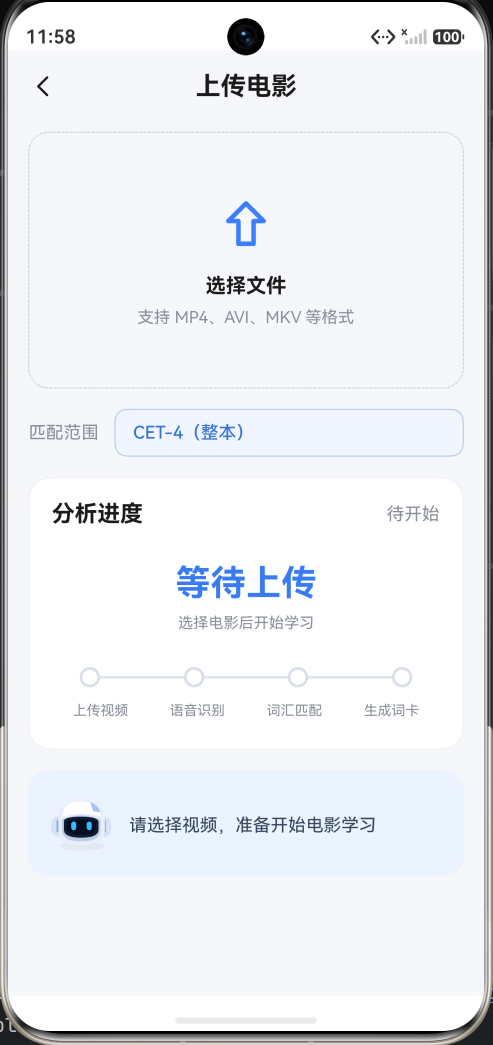 11:58
100
上传电影
选择文件
支持 MP4、AVI、MKV 等格式
匹配范围 CET-4（整本）
分析进度 待开始
等待上传
选择电影后开始学习
上传视频 语音识别 词汇匹配 生成词卡
请选择视频，准备开始电影学习